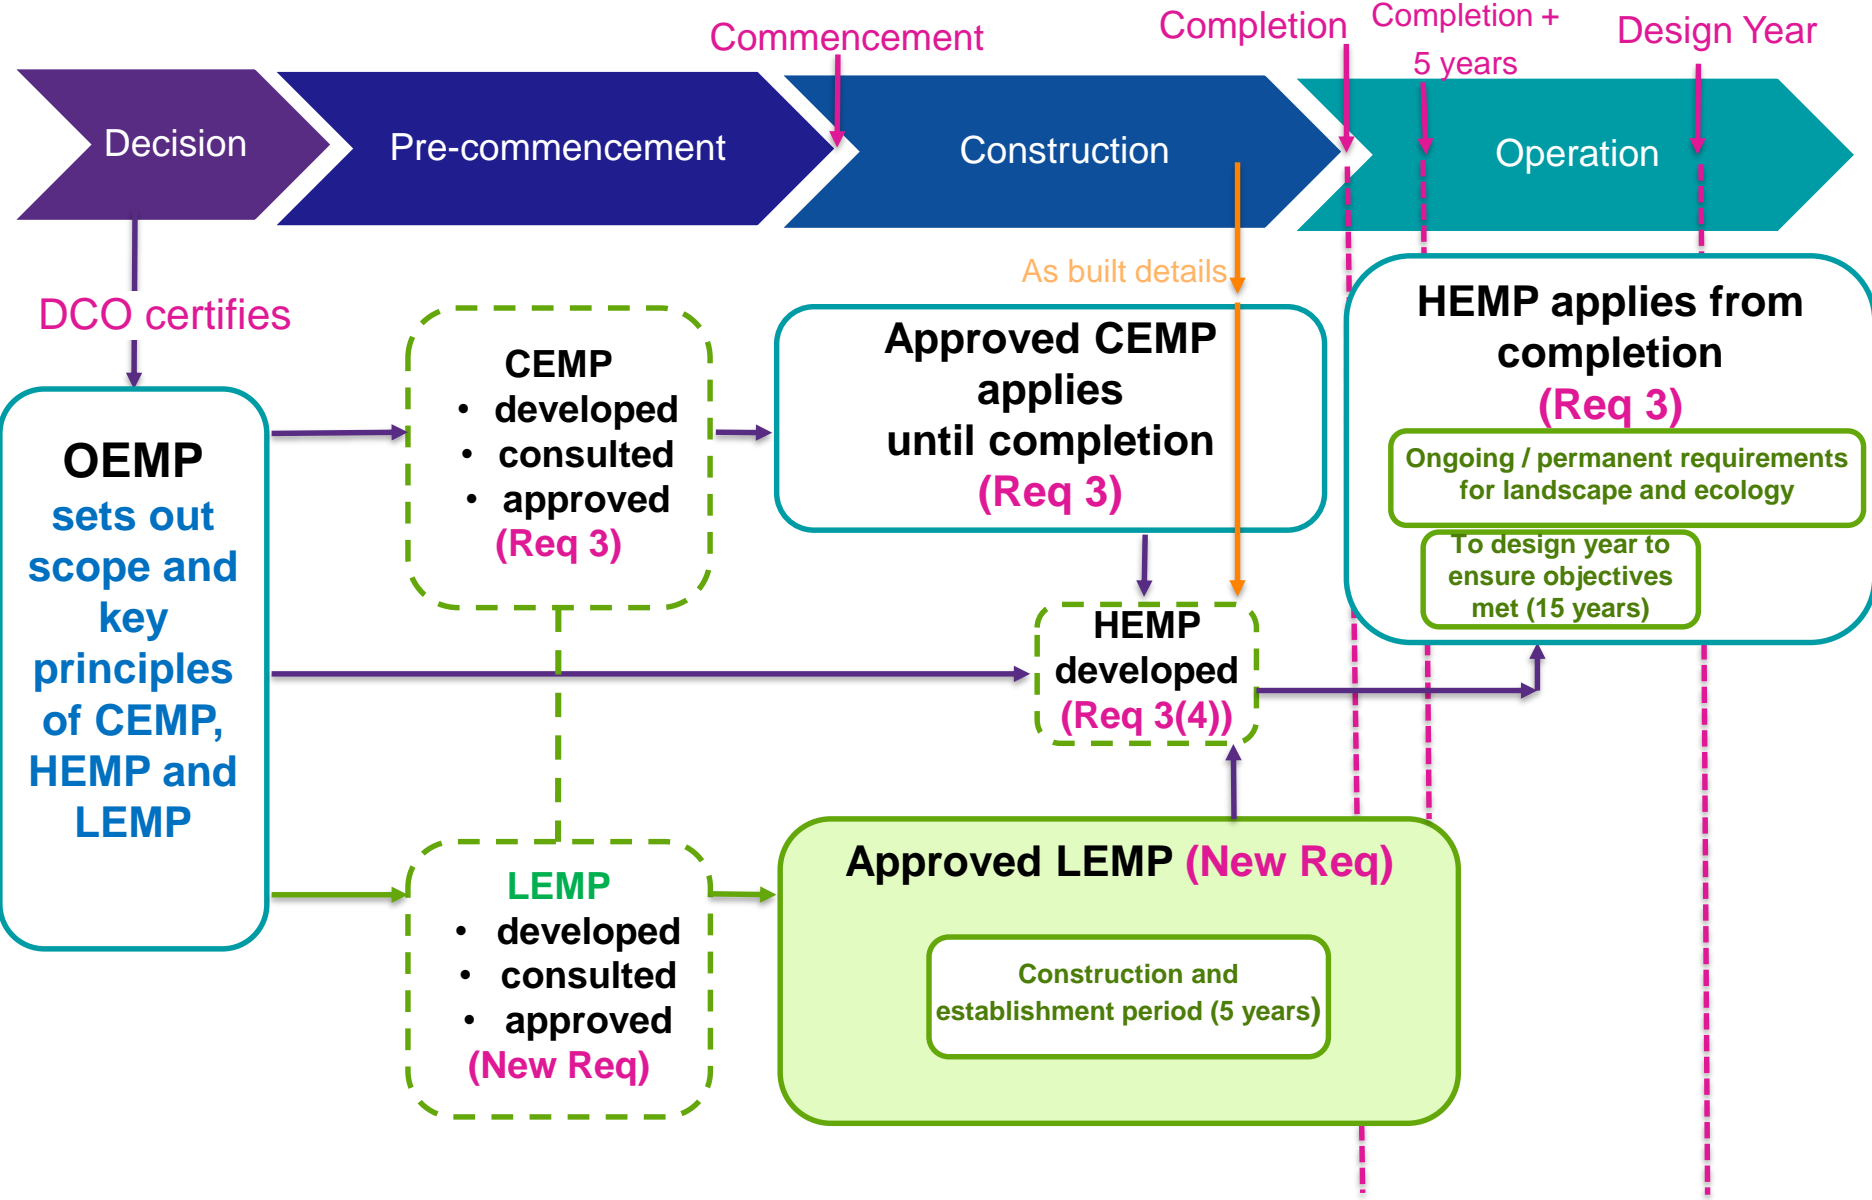 Commencement
Completion
Completion +
5 years
Design Year
Decision
Pre-commencement
Construction
Operation
DCO certifies
As built details
OEMP
sets out
scope and
key
principles
of CEMP,
HEMP and
LEMP
CEMP
• developed
• consulted
• approved
(Req 3)
Approved CEMP
applies
until completion
(Req 3)
HEMP applies from
completion
(Req 3)
Ongoing / permanent requirements
for landscape and ecology
To design year to
ensure objectives
met (15 years)
HEMP
developed
(Req 3(4))
LEMP
• developed
• consulted
• approved
(New Req)
Approved LEMP (New Req)
Construction and
establishment period (5 years)